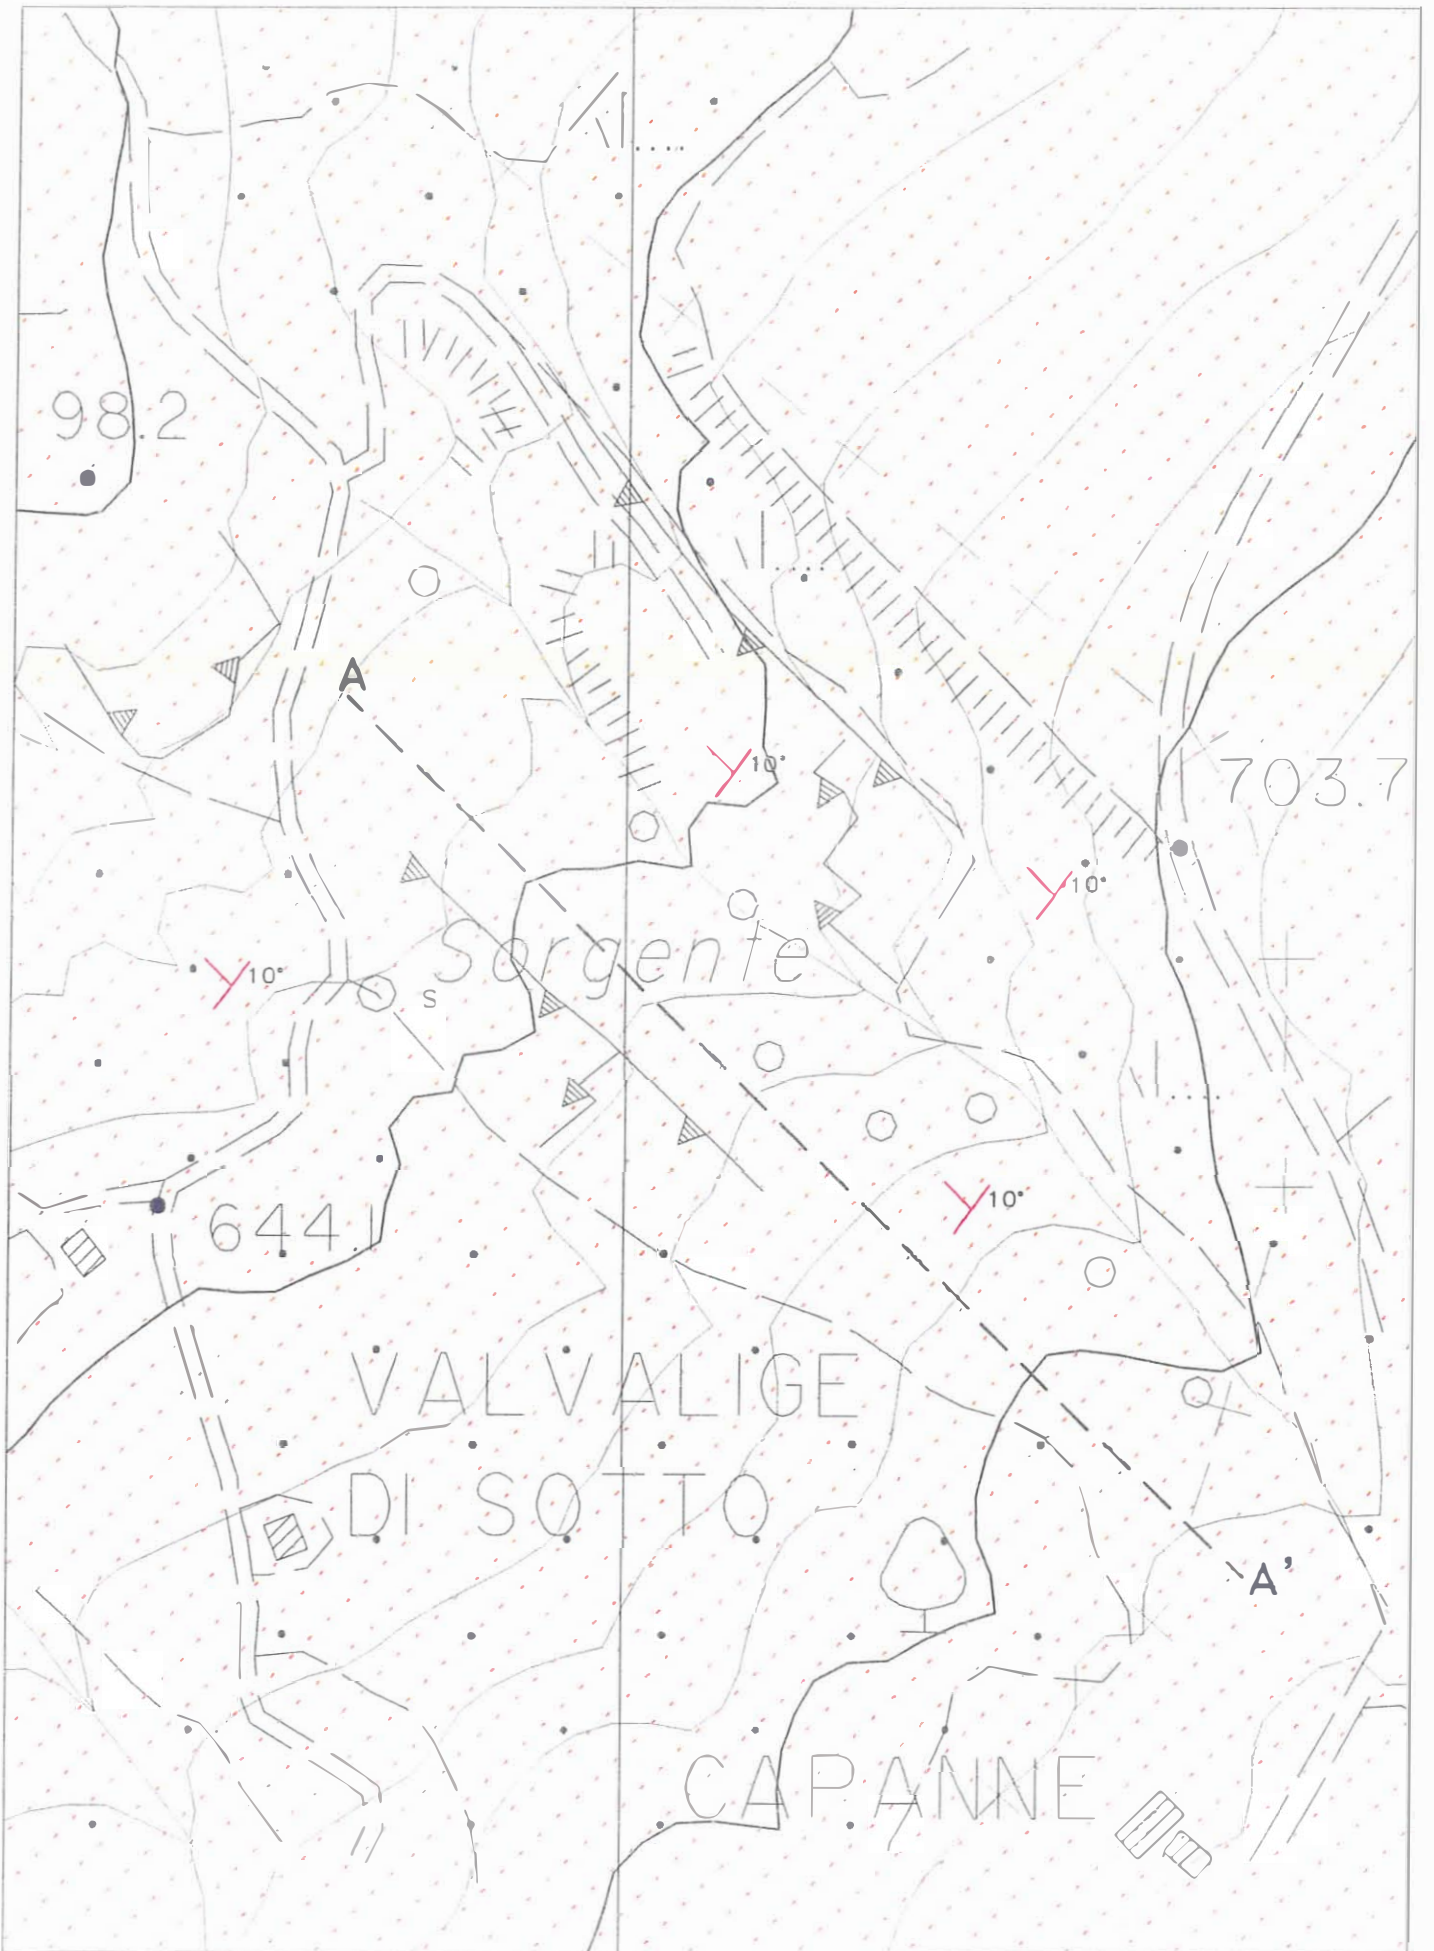 98.2
A
10°
703.7
10°
Sorgente
10°
S
10°
644.1
VALVALIGE
DI SOTTO
A'
CAPANNE